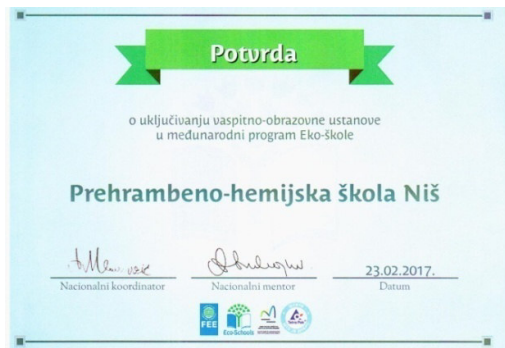 Potvrda
o uključivanju vaspitno-obrazovne ustanove
u međunarodni program Eko-škole
Prehrambeno-hemijska škola Niš
23.02.2017.
Nacionalni koordinator
Nacionalni mentor
Datum
FEE
Eco-Schools